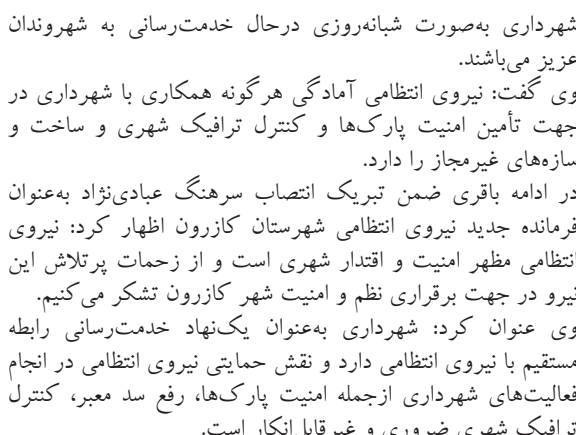 شهرداری به‌صورت شبانه‌روزی درحال خدمت‌رسانی به شهروندان
عزیز می‌باشند.
وی گفت: نیروی انتظامی آمادگی هرگونه همکاری با شهرداری در
جهت تأمین امنیت پارک‌ها و کنترل ترافیک شهری و ساخت و
سازه‌های غیرمجاز را دارد.
در ادامه باقری ضمن تبریک انتصاب سرهنگ عبادی‌نژاد به‌عنوان
فرمانده جدید نیروی انتظامی شهرستان کازرون اظهار کرد: نیروی
انتظامی مظهر امنیت و اقتدار شهری است و از زحمات پرتلاش این
نیرو در جهت برقراری نظم و امنیت شهر کازرون تشکر می‌کنیم.
وی عنوان کرد: شهرداری به‌عنوان یک‌نهاد خدمت‌رسانی رابطه
مستقیم با نیروی انتظامی دارد و نقش حمایتی نیروی انتظامی در انجام
فعالیت‌های شهرداری ازجمله امنیت پارک‌ها، رفع سد معبر، کنترل
ترافیک شهری ضروری و غیرقابل‌انکار است.